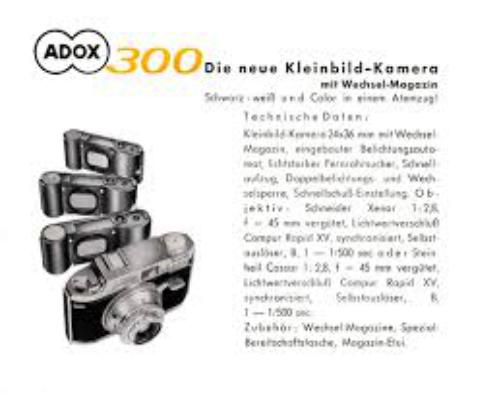 ADOX 300 Die neue Kleinbild-Kamera
mit Wechsel-Magazin
Schwarz-weiß und Color in einem Atemzug!
Technische Daten:
Kleinbild-Kamera 24x36 mm mit Wechsel-
Magazin, eingebauter Belichtungsauto-
mat, lichtstarker Fernrohrsucher, Schnell-
aufzug, Doppelbelichtungs- und Wech-
selsperre, Schnellschuß-Einstellung. Ob-
jektiv: Schneider Xenar 1:2,8,
f = 45 mm vergütet, Lichtwertverschluß
Compur Rapid XV, synchronisiert, Selbst-
auslöser, B, 1 — 1/500 sec oder Stein-
heil Cassar 1:2,8, f = 45 mm vergütet,
Lichtwertverschluß Compur Rapid XV,
synchronisiert, Selbstauslöser, B,
1 — 1/500 sec.
Zubehör: Wechsel-Magazine, Spezial-
Bereitschaftstasche, Magazin-Etui.